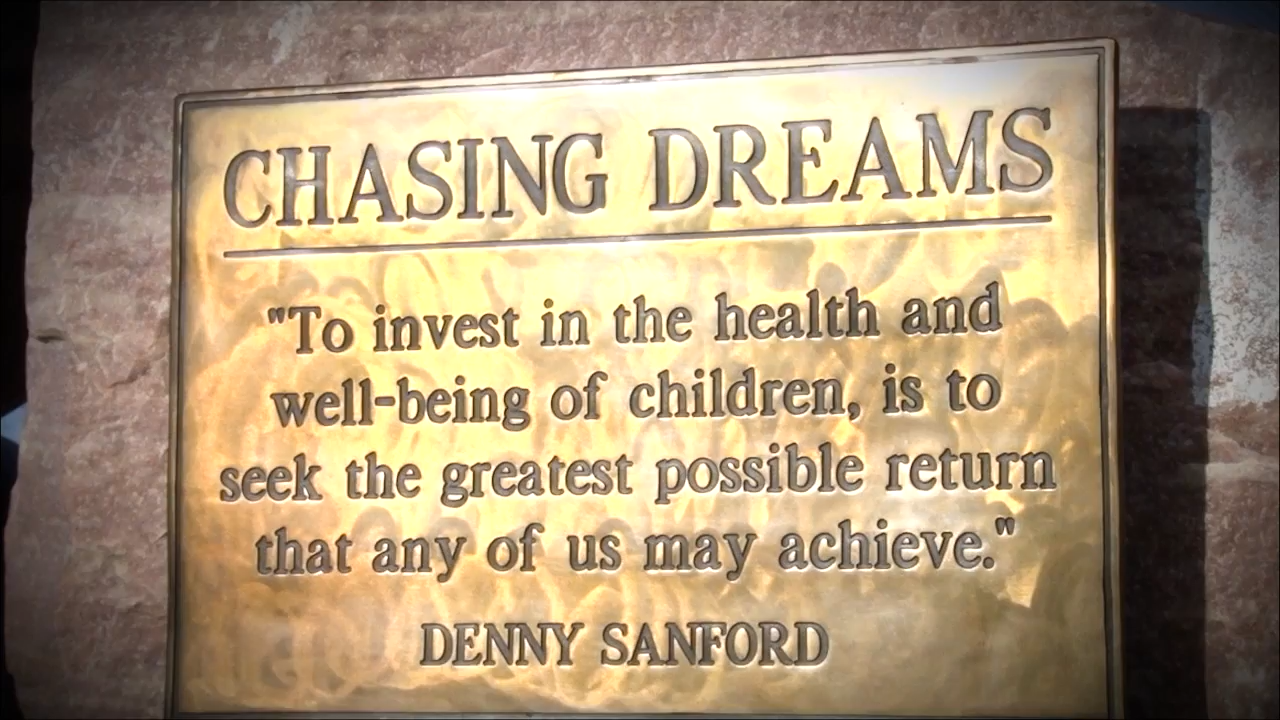 CHASING DREAMS
"To invest in the health and
well-being of children, is to
seek the greatest possible return
that any of us may achieve."
DENNY SANFORD